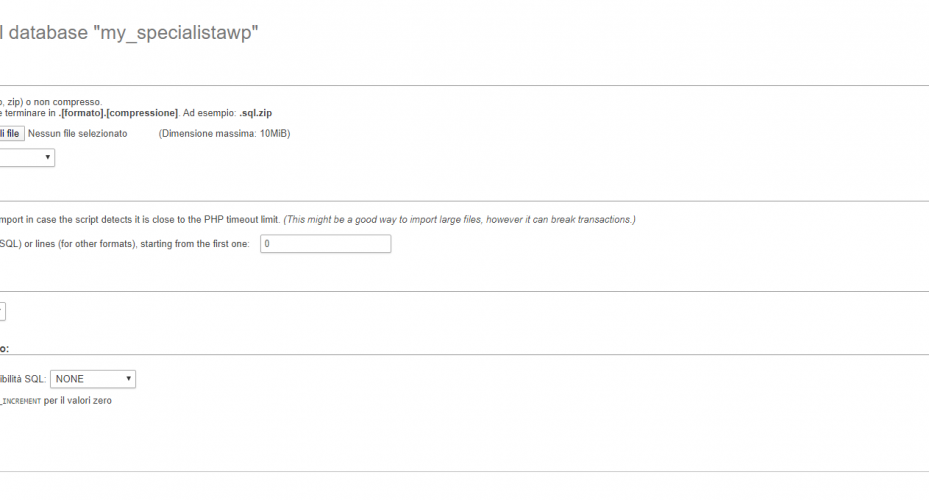 l database "my_specialistawp"
o, zip) o non compresso.
e terminare in .[formato].[compressione]. Ad esempio: .sql.zip
li file Nessun file selezionato (Dimensione massima: 10MiB)
mport in case the script detects it is close to the PHP timeout limit. (This might be a good way to import large files, however it can break transactions.)
SQL) or lines (for other formats), starting from the first one: 0
o:
ibilità SQL: NONE
_INCREMENT per il valori zero